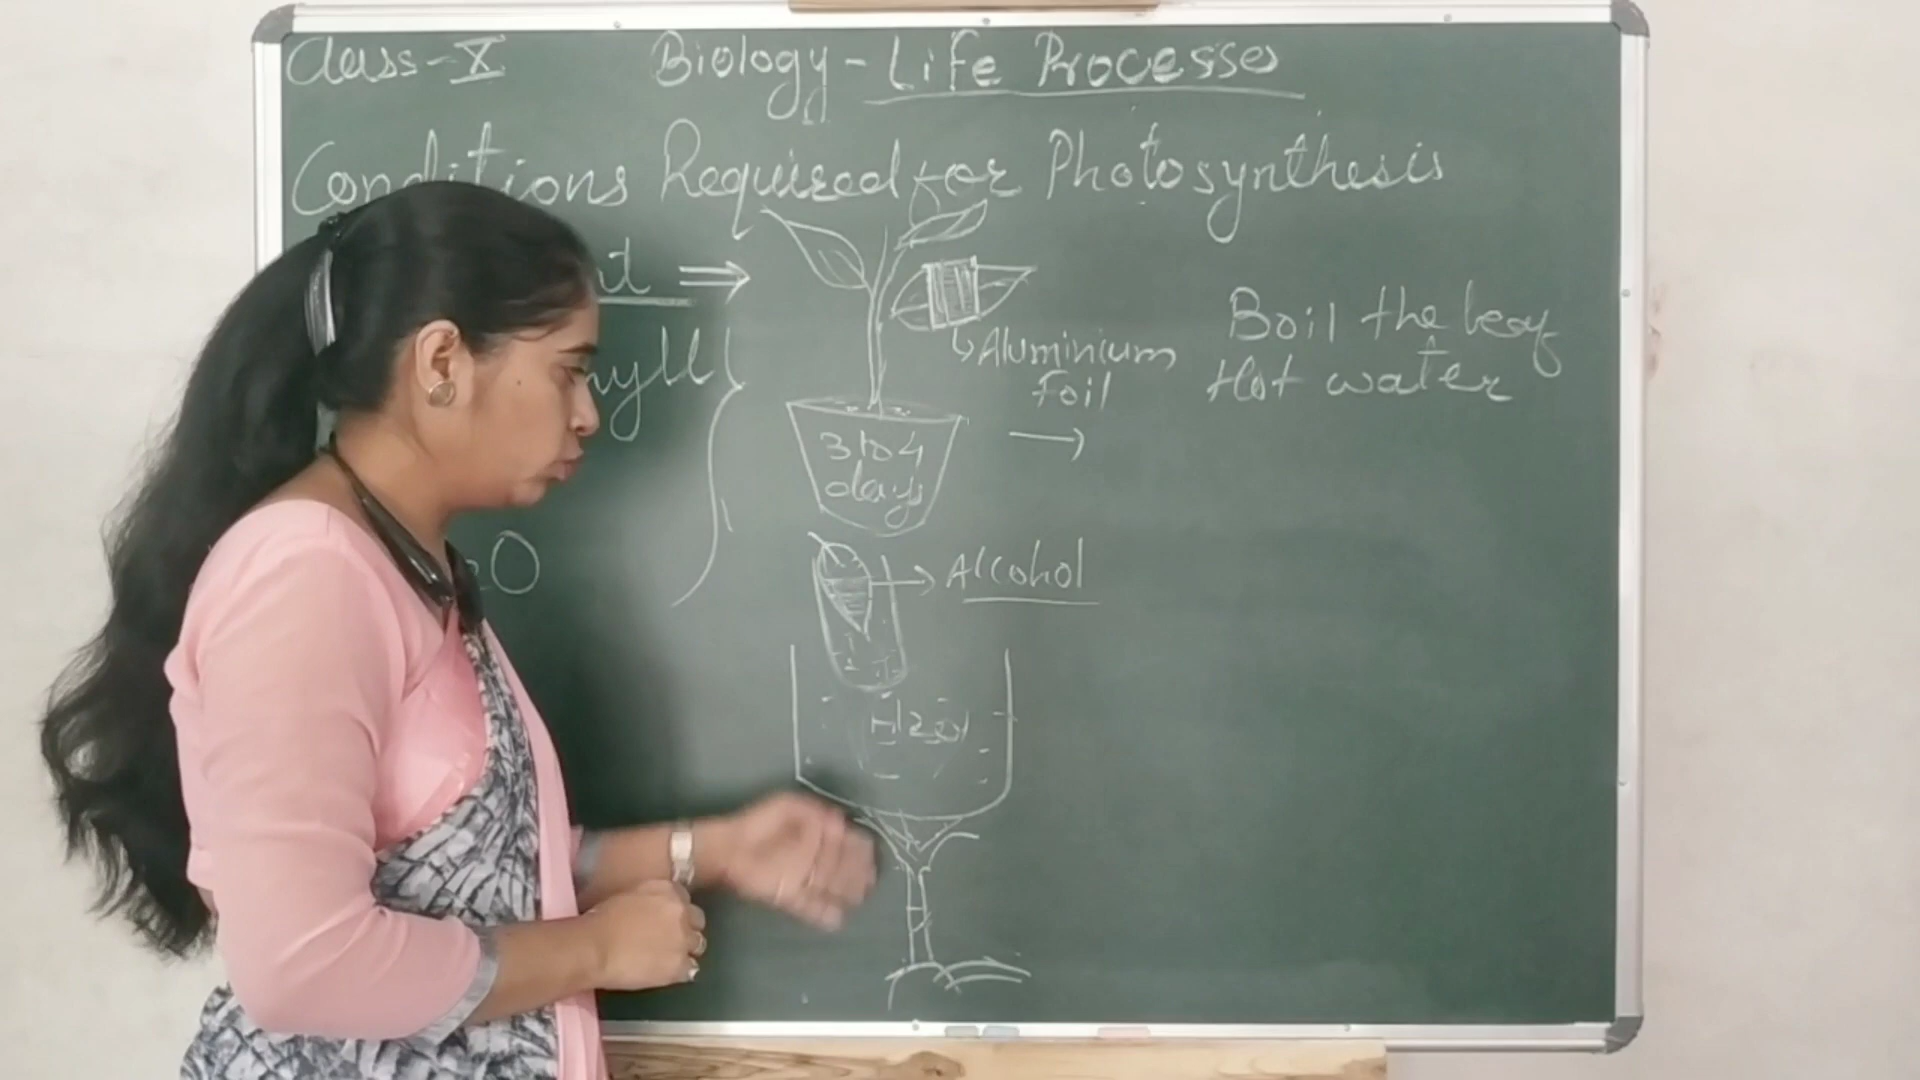 Class-X Biology-Life Processes
Conditions Required for Photosynthesis
Aluminium
Foil
3 to 4
days
Boil the leaf
Hot water
Alcohol
H2O